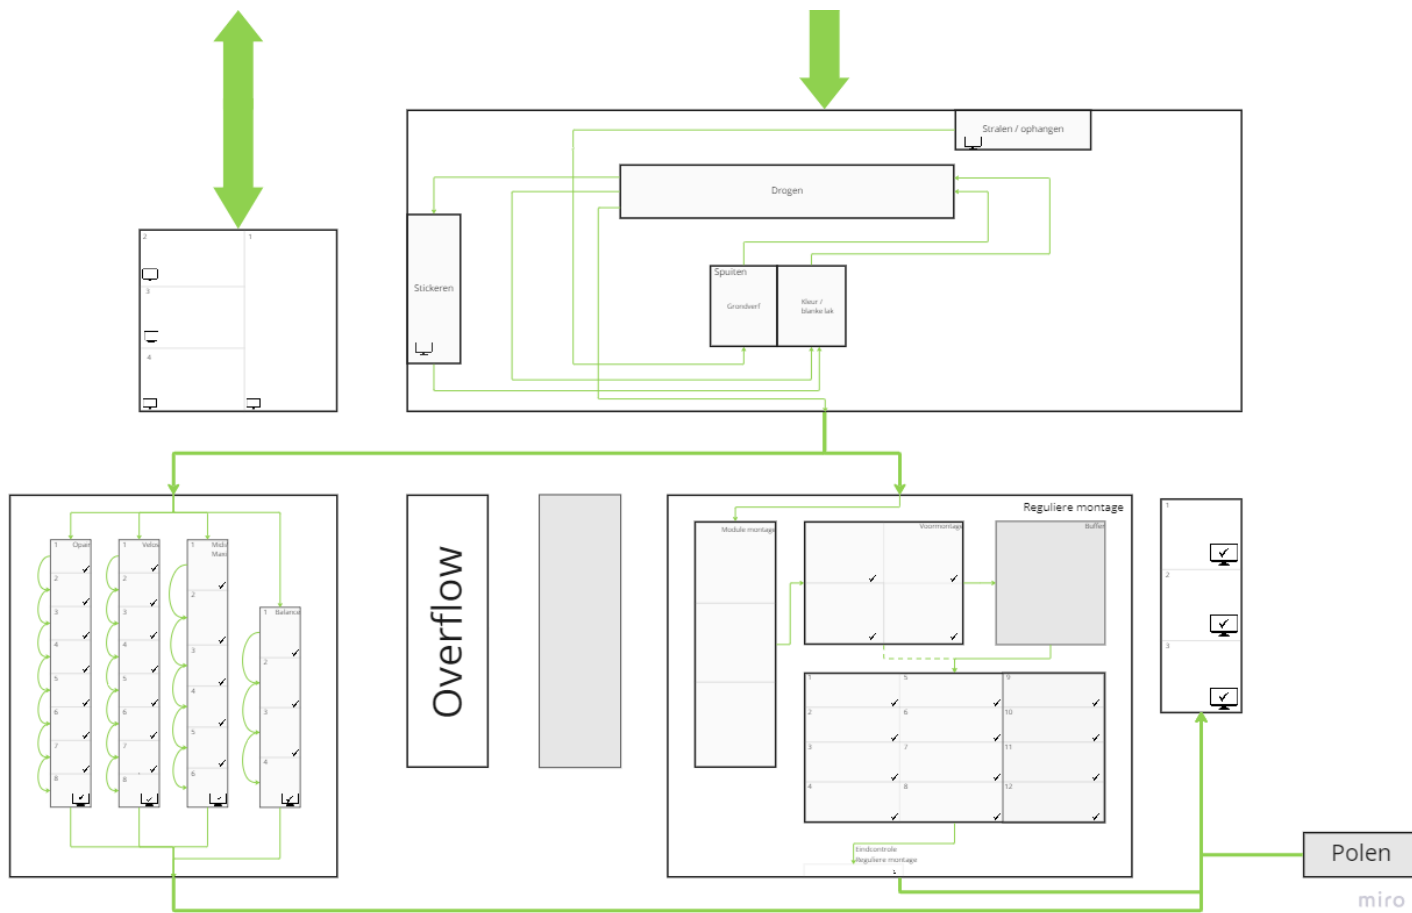 Stralen / ophangen
Drogen
2
1
3
4
Stickeren
Spuiten
Grondverf
Kleur /
blanke lak
1
2
3
4
5
6
7
8
1
Velos
2
3
4
5
6
7
8
1
Midi
Maxi
2
3
4
5
6
1
Balance
2
3
4
Overflow
Reguliere montage
Module montage
Voormontage
Buffer
1
5
9
2
6
10
3
7
11
4
8
12
Eindcontrole
Reguliere montage
1
2
3
Polen
miro